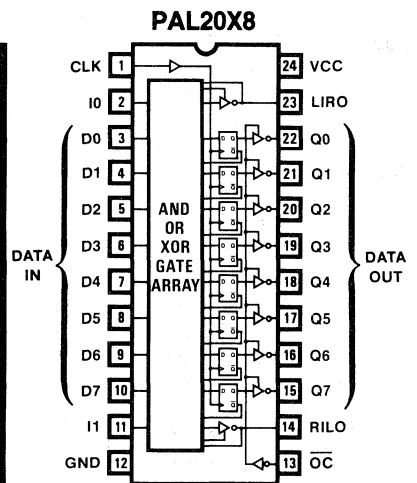 PAL20X8
CLK 1 24 VCC
I0 2 23 LIRO
D0 3 D Q Q 22 Q0
D1 4 D Q Q 21 Q1
D2 5 D Q Q 20 Q2
D3 6 D Q Q 19 Q3
D4 7 D Q Q 18 Q4
D5 8 D Q Q 17 Q5
D6 9 D Q Q 16 Q6
D7 10 D Q Q 15 Q7
I1 11 14 RILO
GND 12 13 OC
DATA
IN
AND
OR
XOR
GATE
ARRAY
DATA
OUT